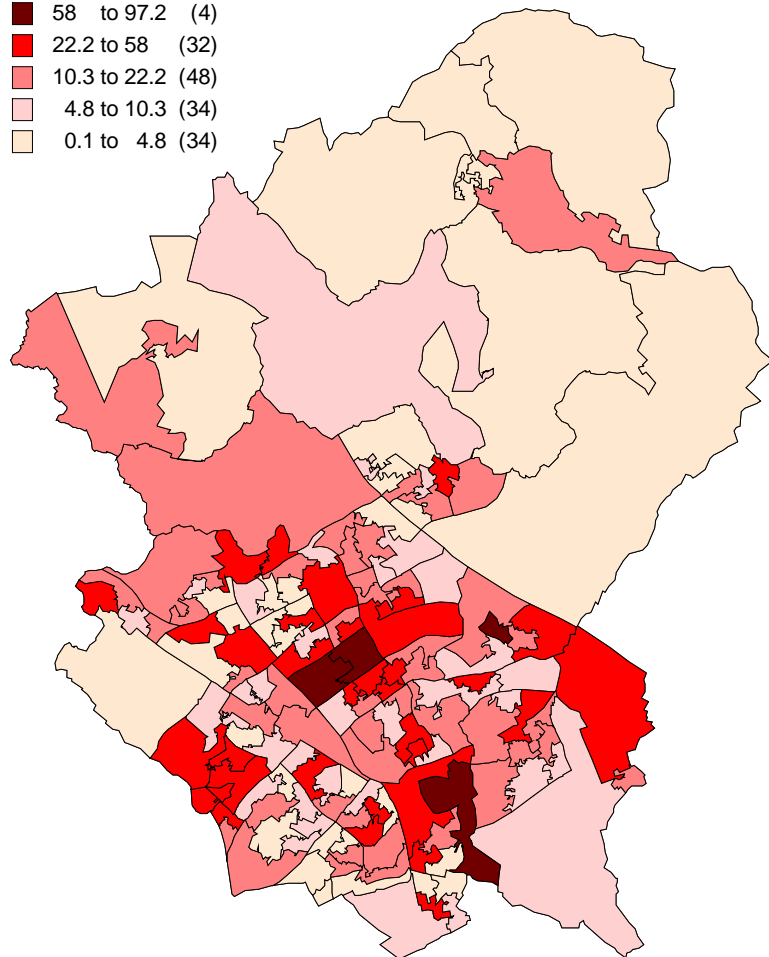 58 to 97.2 (4)
22.2 to 58 (32)
10.3 to 22.2 (48)
4.8 to 10.3 (34)
0.1 to 4.8 (34)